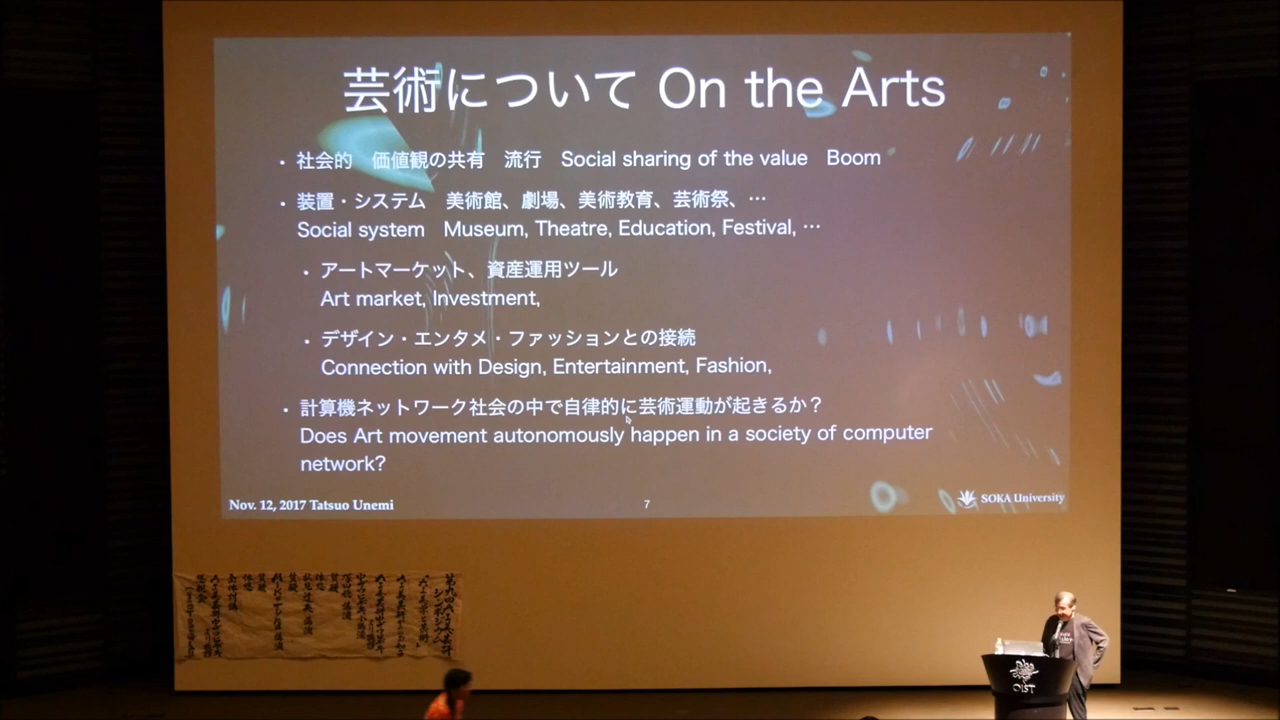 芸術について On the Arts
・社会的　価値観の共有　流行　Social sharing of the value　Boom
・装置・システム　美術館、劇場、美術教育、芸術祭、…
Social system　Museum, Theatre, Education, Festival, …
・アートマーケット、資産運用ツール
Art market, Investment,
・デザイン・エンタメ・ファッションとの接続
Connection with Design, Entertainment, Fashion,
・計算機ネットワーク社会の中で自律的に芸術運動が起きるか？
Does Art movement autonomously happen in a society of computer
network?
Nov. 12, 2017 Tatsuo Unemi
7
SOKA University
OIST